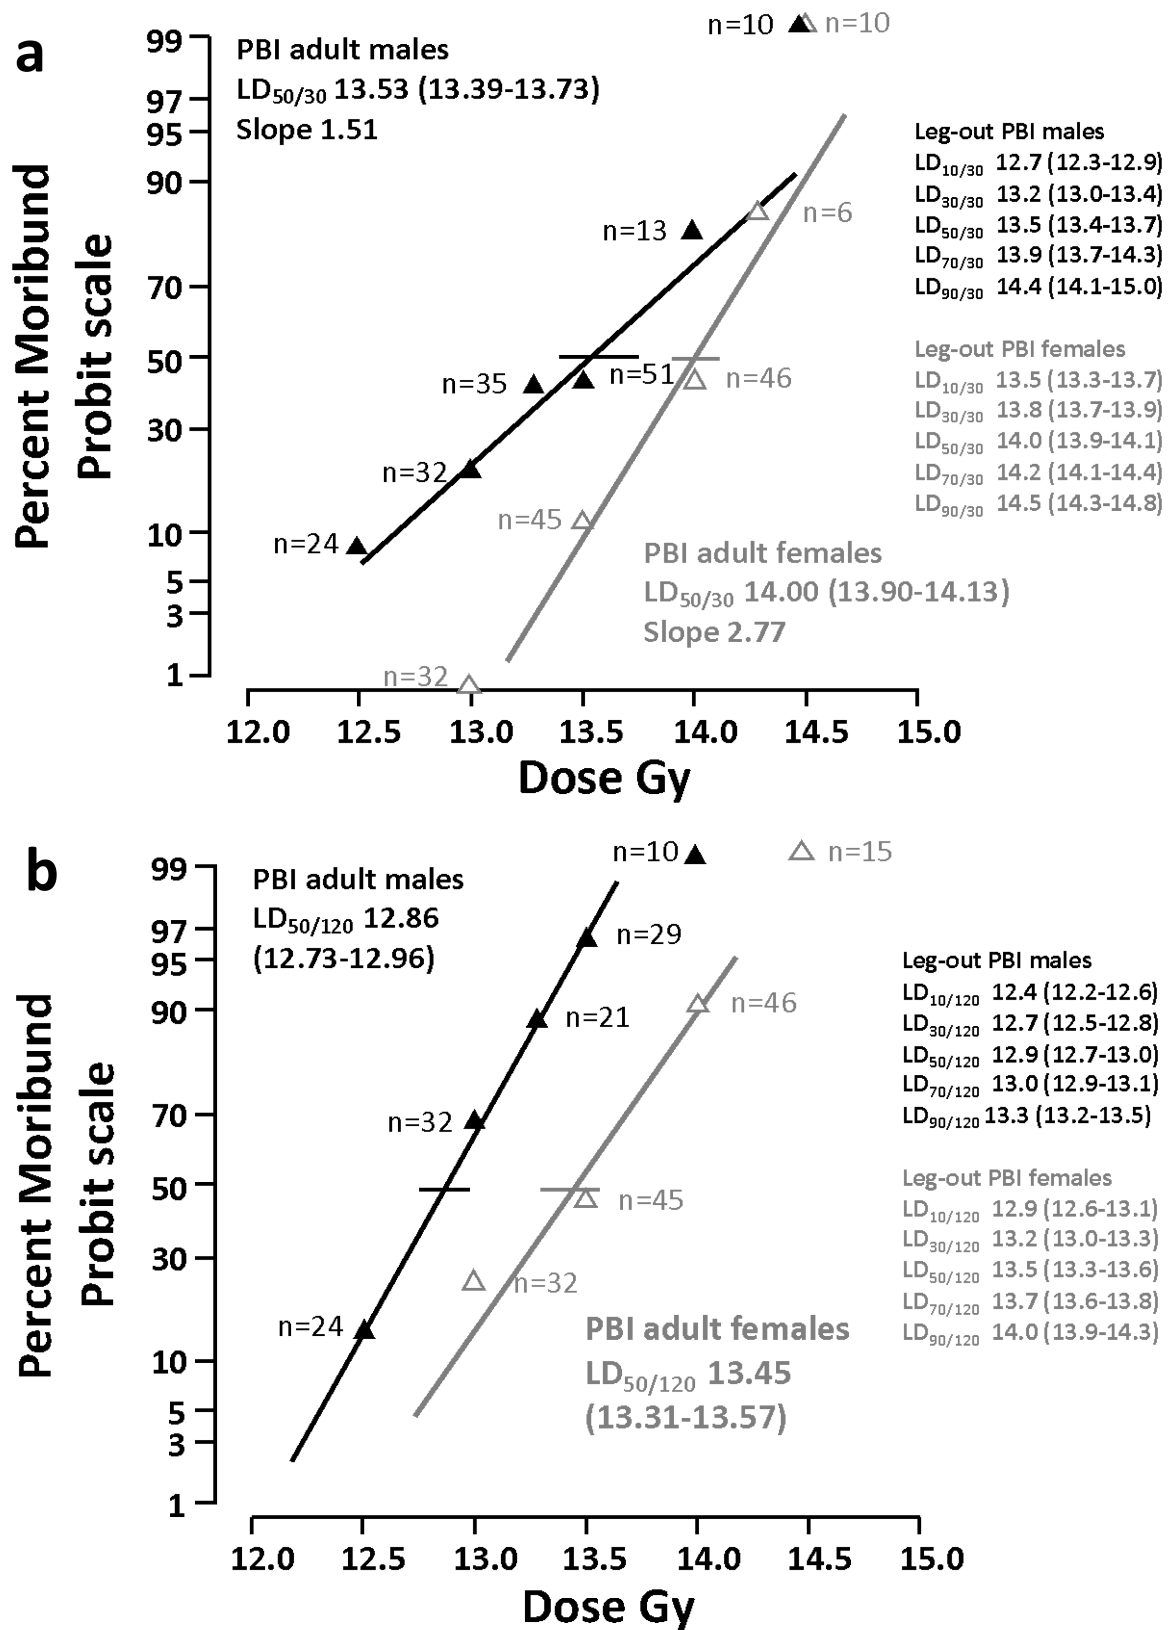 a
Percent Moribund
Probit scale
99
97
95
90
70
50
30
10
5
3
1
PBI adult males
LD50/30 13.53 (13.39-13.73)
Slope 1.51
n=10
n=10
n=13
n=6
n=35
n=51
n=46
n=32
n=45
n=24
n=32
PBI adult females
LD50/30 14.00 (13.90-14.13)
Slope 2.77
Leg-out PBI males
LD10/30 12.7 (12.3-12.9)
LD30/30 13.2 (13.0-13.4)
LD50/30 13.5 (13.4-13.7)
LD70/30 13.9 (13.7-14.3)
LD90/30 14.4 (14.1-15.0)
Leg-out PBI females
LD10/30 13.5 (13.3-13.7)
LD30/30 13.8 (13.7-13.9)
LD50/30 14.0 (13.9-14.1)
LD70/30 14.2 (14.1-14.4)
LD90/30 14.5 (14.3-14.8)
12.0 12.5 13.0 13.5 14.0 14.5 15.0
Dose Gy
b
Percent Moribund
Probit scale
99
97
95
90
70
50
30
10
5
3
1
PBI adult males
LD50/120 12.86
(12.73-12.96)
n=10
n=15
n=29
n=21
n=46
n=32
n=45
n=32
n=24
PBI adult females
LD50/120 13.45
(13.31-13.57)
Leg-out PBI males
LD10/120 12.4 (12.2-12.6)
LD30/120 12.7 (12.5-12.8)
LD50/120 12.9 (12.7-13.0)
LD70/120 13.0 (12.9-13.1)
LD90/120 13.3 (13.2-13.5)
Leg-out PBI females
LD10/120 12.9 (12.6-13.1)
LD30/120 13.2 (13.0-13.3)
LD50/120 13.5 (13.3-13.6)
LD70/120 13.7 (13.6-13.8)
LD90/120 14.0 (13.9-14.3)
12.0 12.5 13.0 13.5 14.0 14.5 15.0
Dose Gy